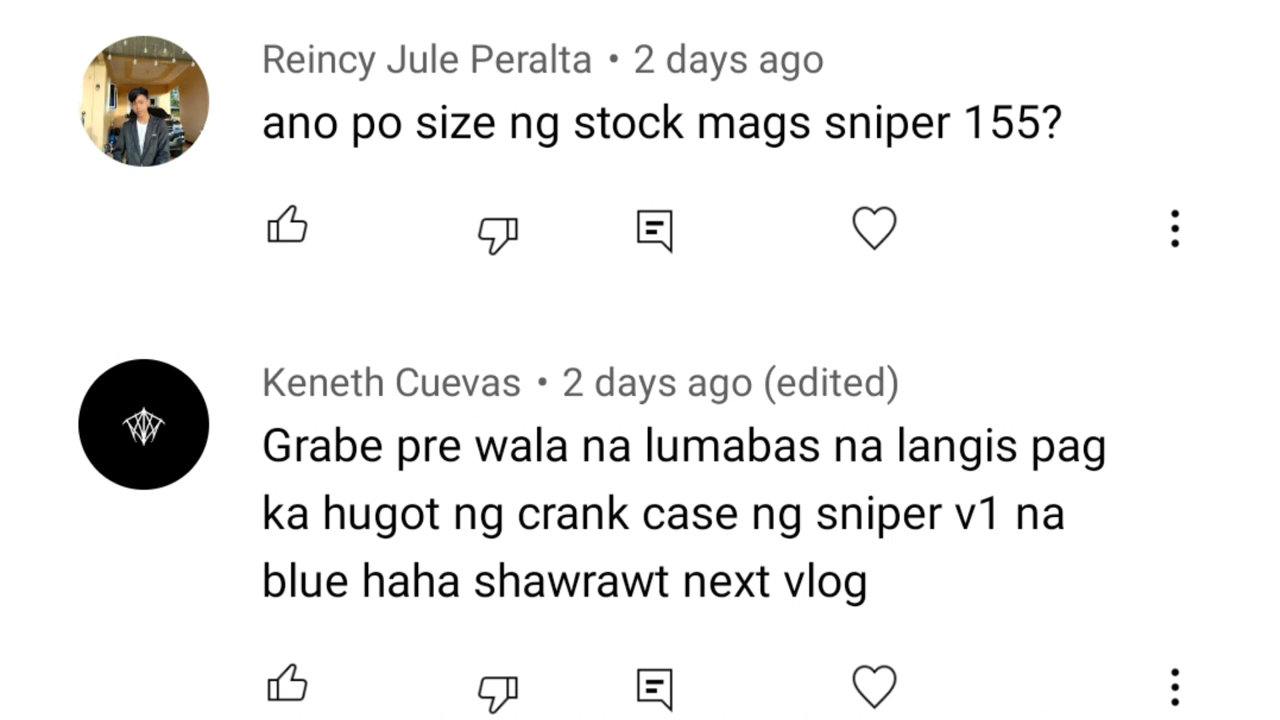 Reincy Jule Peralta • 2 days ago
ano po size ng stock mags sniper 155?
Keneth Cuevas • 2 days ago (edited)
Grabe pre wala na lumabas na langis pag
ka hugot ng crank case ng sniper v1 na
blue haha shawrawt next vlog